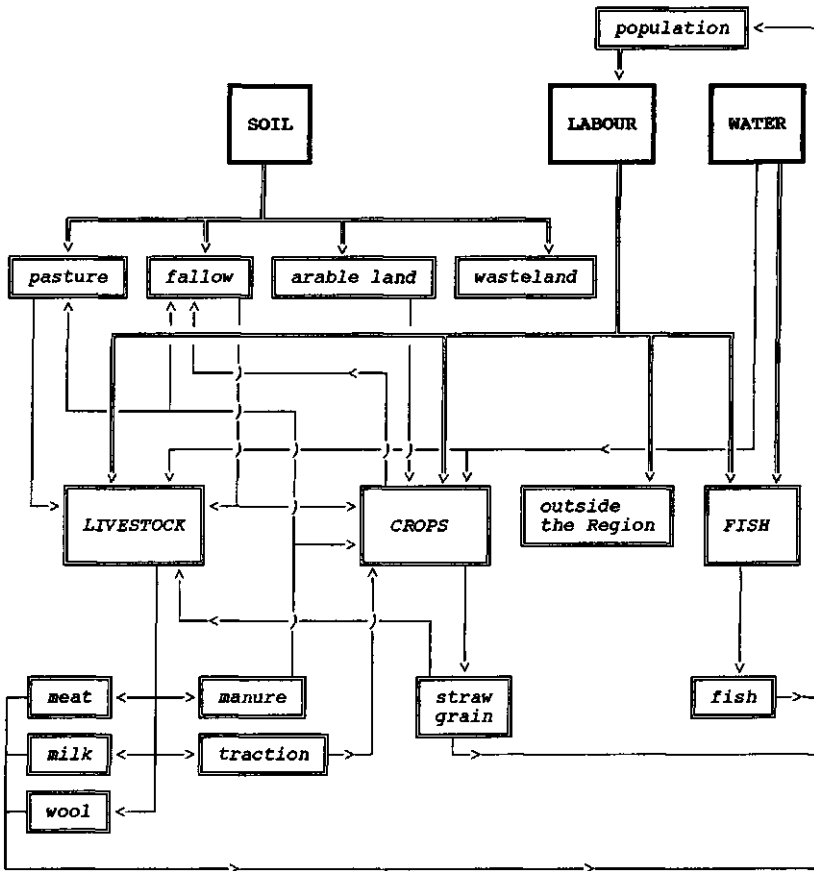 population
SOIL
LABOUR
WATER
pasture
fallow
arable land
wasteland
LIVESTOCK
CROPS
outside
the Region
FISH
meat
manure
straw
grain
fish
milk
traction
wool